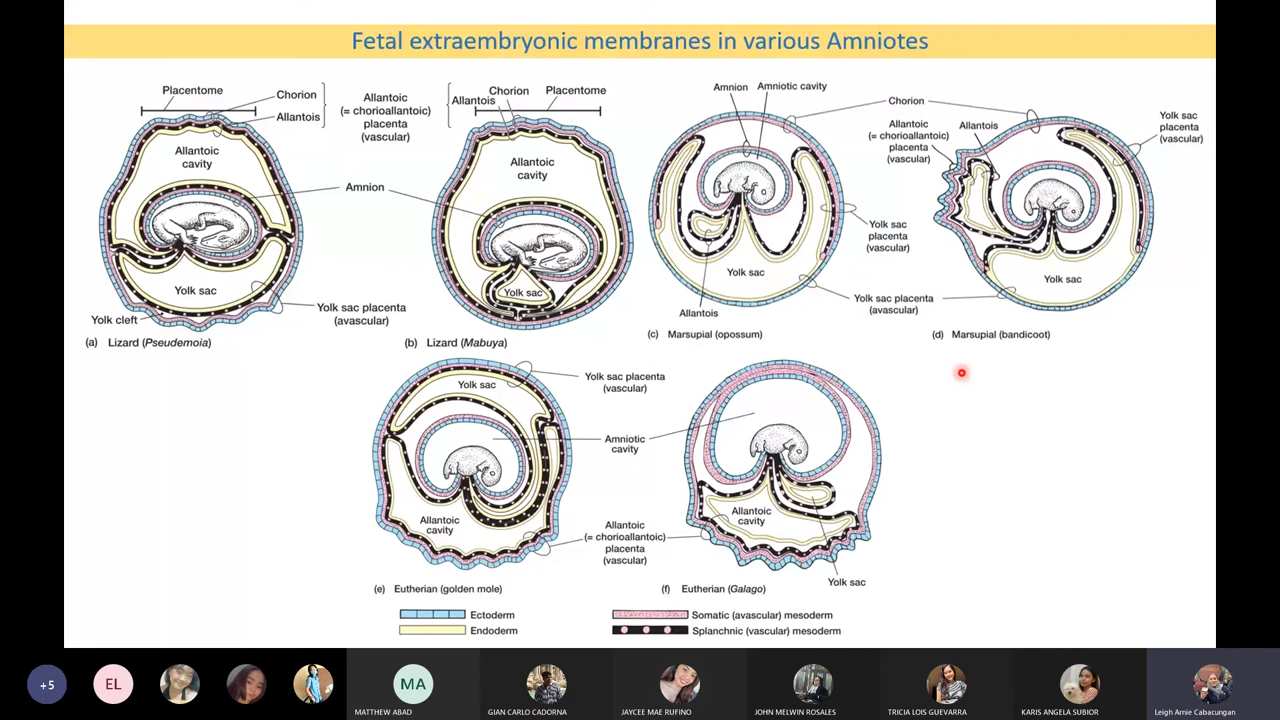 Fetal extraembryonic membranes in various Amniotes
Placentome
Chorion
Allantois
Allantoic
(= chorioallantoic)
placenta
(vascular)
Allantois
Chorion
Placentome
Allantoic
cavity
Amnion
Yolk sac
Yolk cleft
Yolk sac placenta
(avascular)
(a) Lizard (Pseudemoia)
Allantoic
cavity
Yolk sac
(b) Lizard (Mabuya)
Amnion
Amniotic cavity
Chorion
Yolk sac
Allantois
Yolk sac
placenta
(vascular)
Yolk sac placenta
(avascular)
(c) Marsupial (opossum)
Allantoic
(= chorioallantoic)
placenta
(vascular)
Allantois
Yolk sac
placenta
(vascular)
Yolk sac
(d) Marsupial (bandicoot)
Yolk sac
Yolk sac placenta
(vascular)
Amniotic
cavity
Allantoic
cavity
Allantoic
(= chorioallantoic)
placenta
(vascular)
(e) Eutherian (golden mole)
Allantoic
cavity
Yolk sac
(f) Eutherian (Galago)
Ectoderm
Endoderm
Somatic (avascular) mesoderm
Splanchnic (vascular) mesoderm
+5
EL
MA
MATTHEW ABAD
GIAN CARLO CADORNA
JAYCEE MAE RUFINO
JOHN MELWIN ROSALES
TRICIA LOIS GUEVARRA
KARIS ANGELA SUBIOR
Leigh Arnie Cabacungan